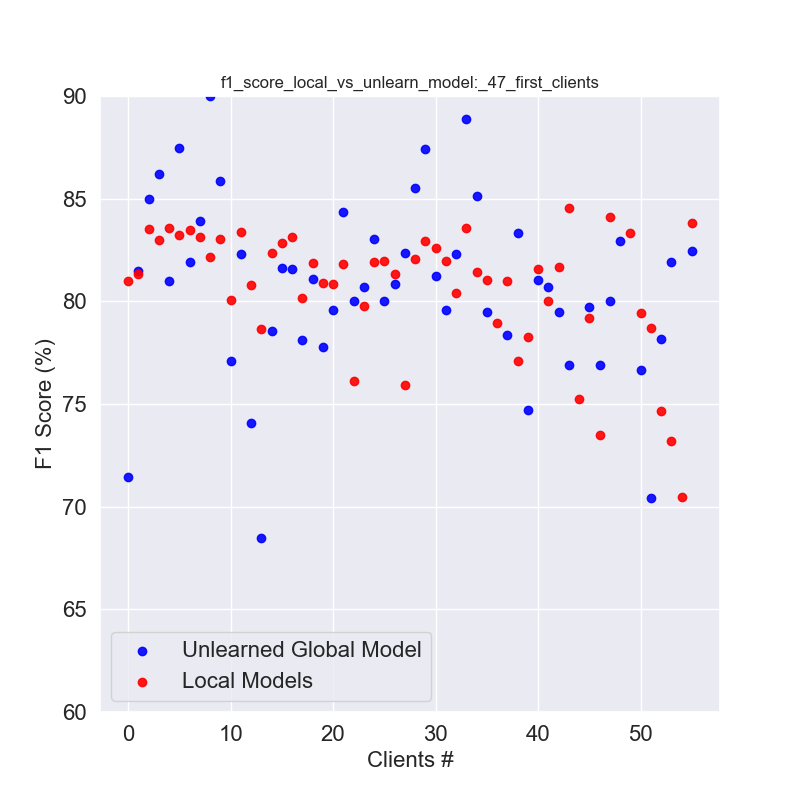 f1_score_local_vs_unlearn_model:_47_first_clients
90
85
80
75
70
65
60
F1 Score (%)
Unlearned Global Model
Local Models
0 10 20 30 40 50
Clients #